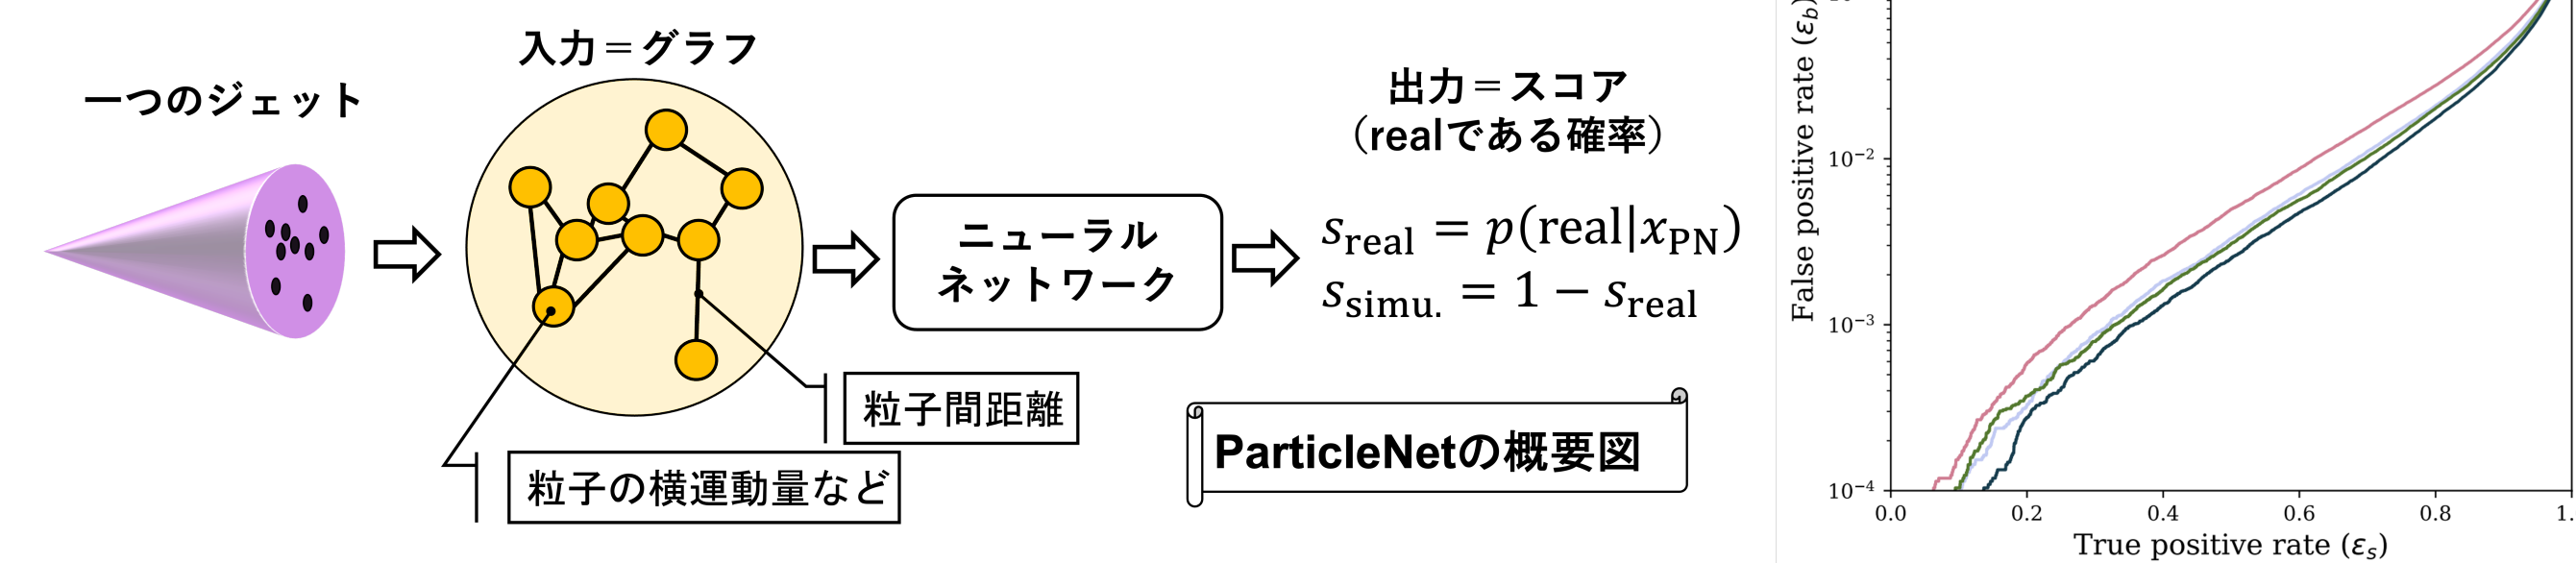 一つのジェット
入力＝グラフ
粒子の横運動量など
粒子間距離
ニューラル
ネットワーク
出力＝スコア
（realである確率）
s_real = p(real|x_PN)
s_simu. = 1 − s_real
ParticleNetの概要図
False positive rate (ε_b)
10⁻²
10⁻³
10⁻⁴
0.0 0.2 0.4 0.6 0.8 1.
True positive rate (ε_s)